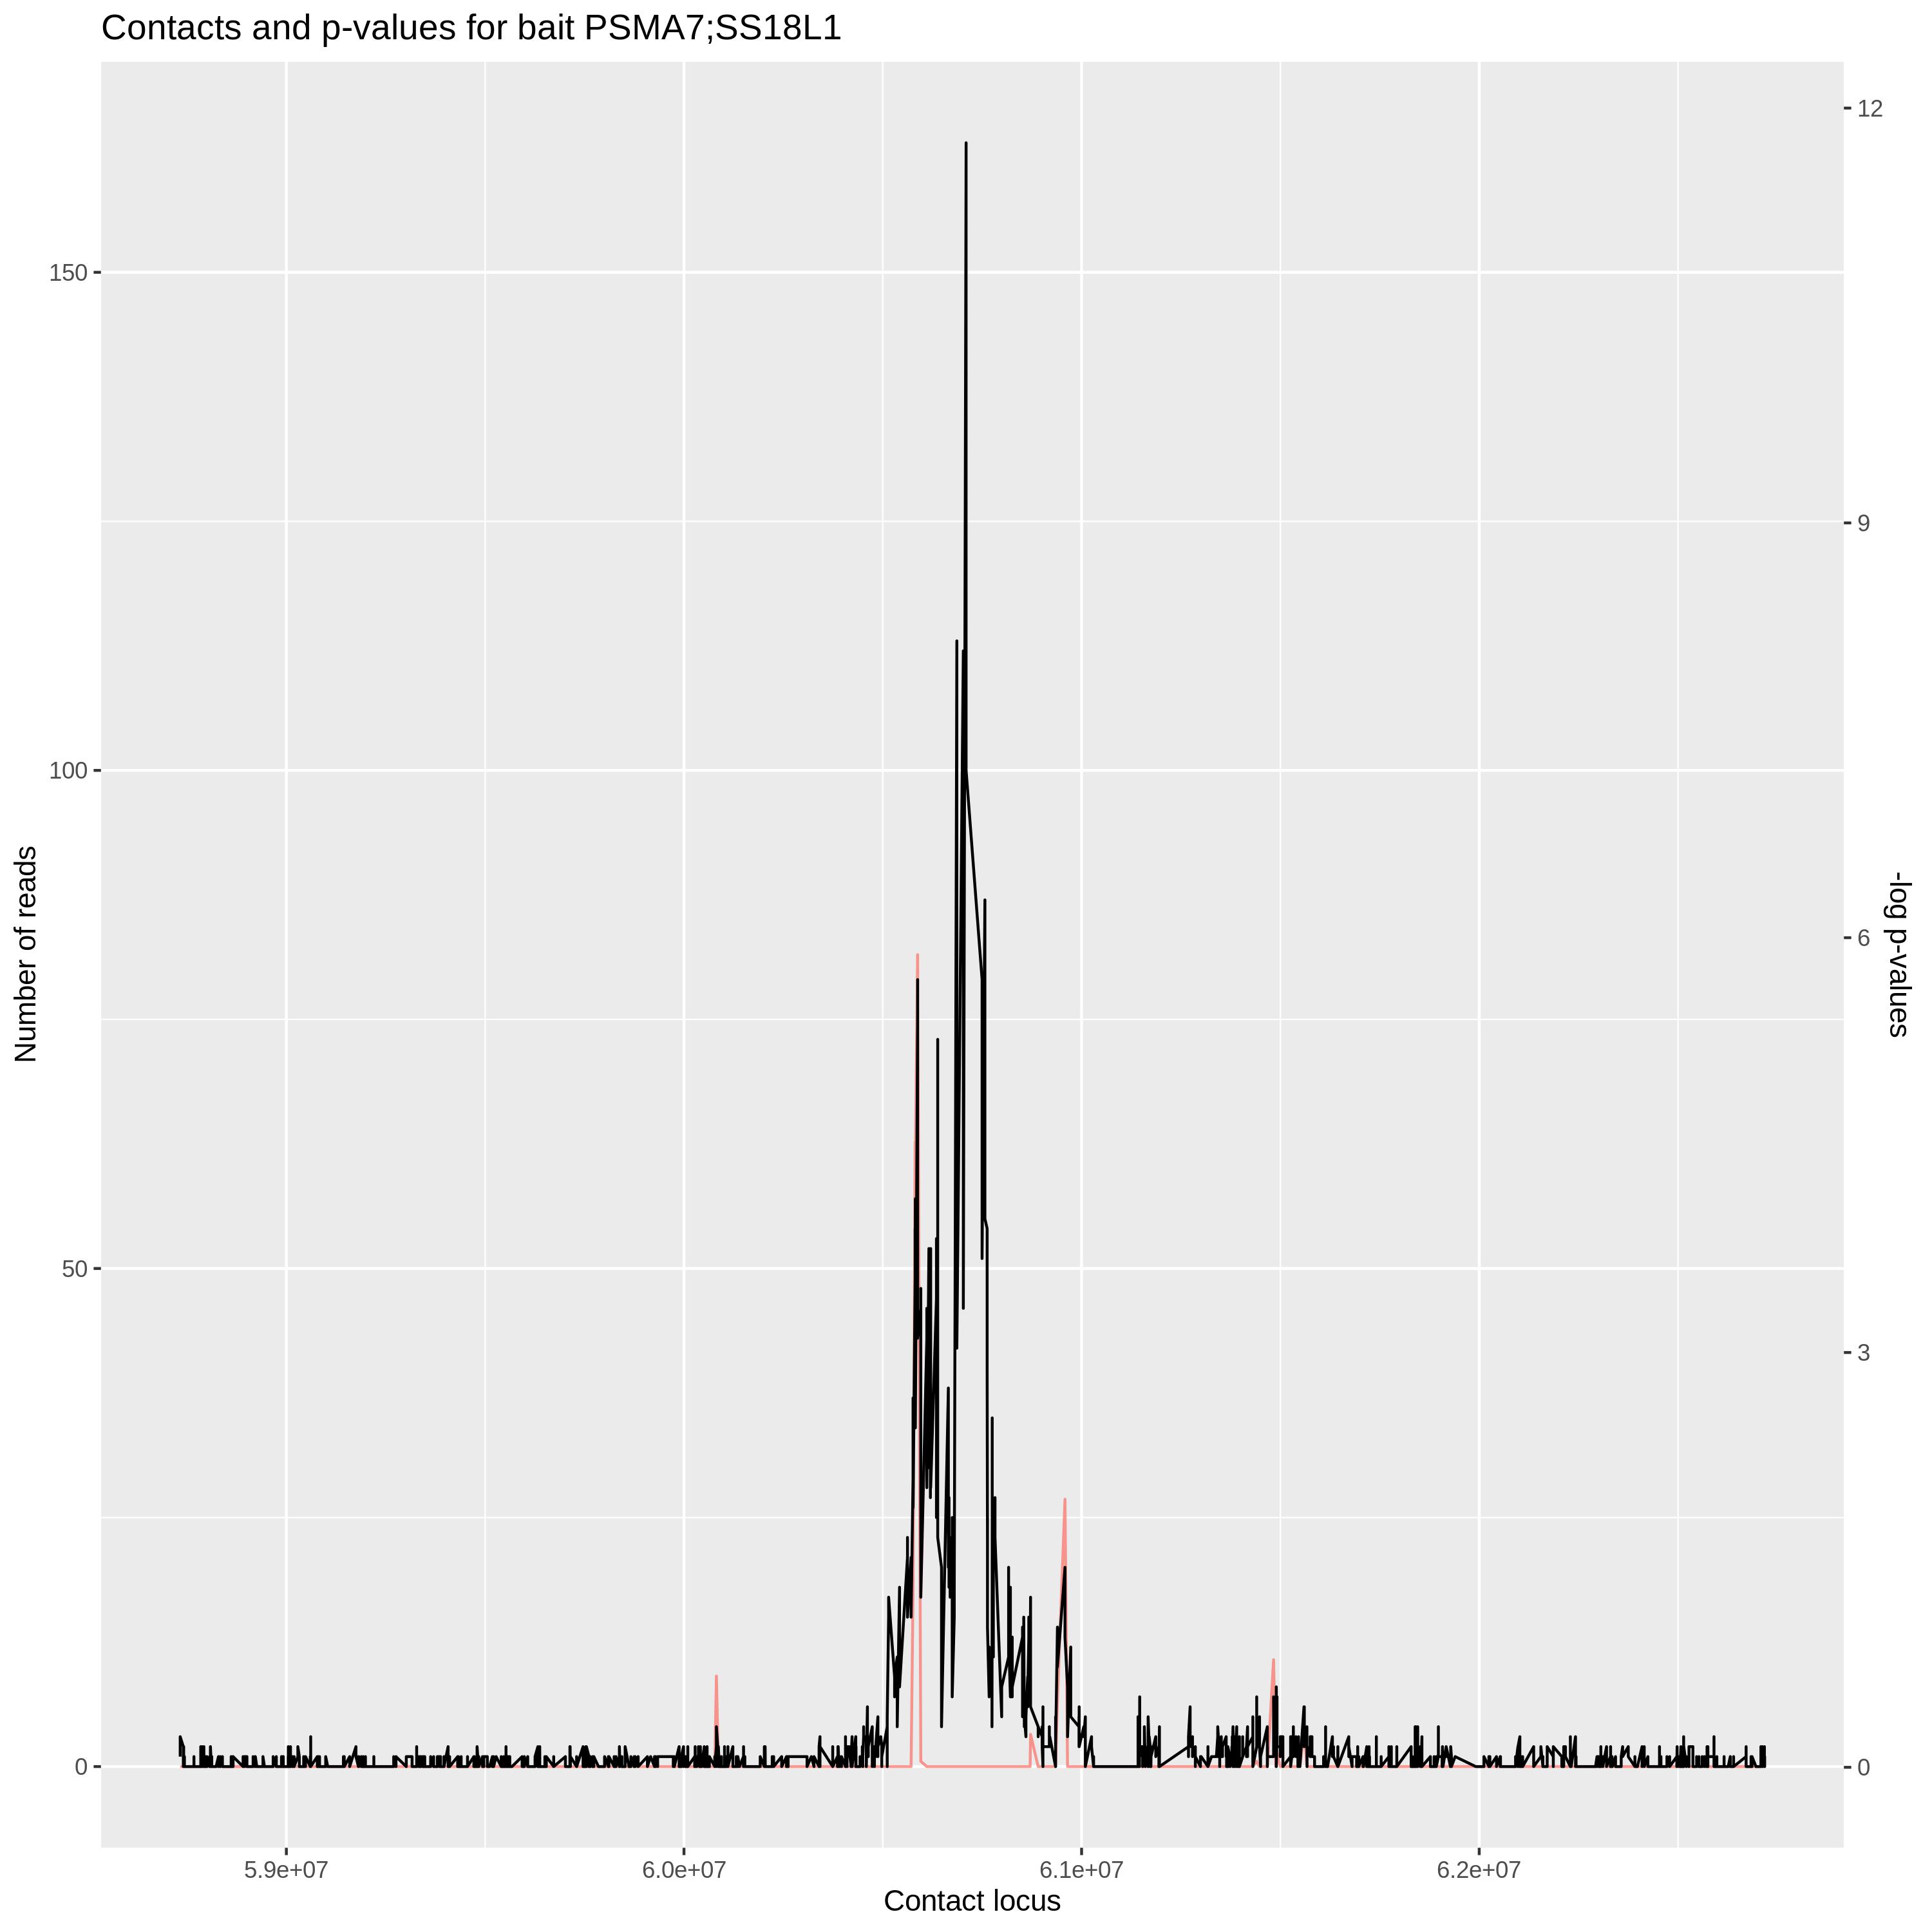 Contacts and p-values for bait PSMA7;SS18L1
150
100
50
0
Number of reads
12
9
6
3
0
-log p-values
5.9e+07
6.0e+07
6.1e+07
6.2e+07
Contact locus